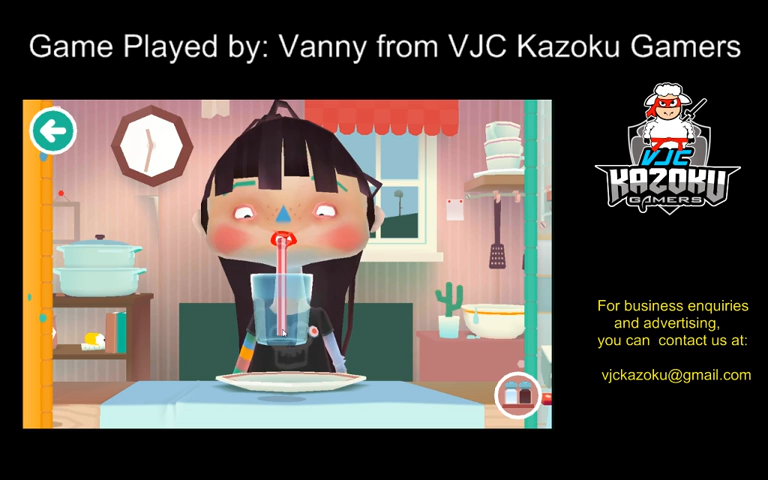 Game Played by: Vanny from VJC Kazoku Gamers
VJC
KAZOKU
GAMERS
For business enquiries
and advertising,
you can contact us at:
vjckazoku@gmail.com